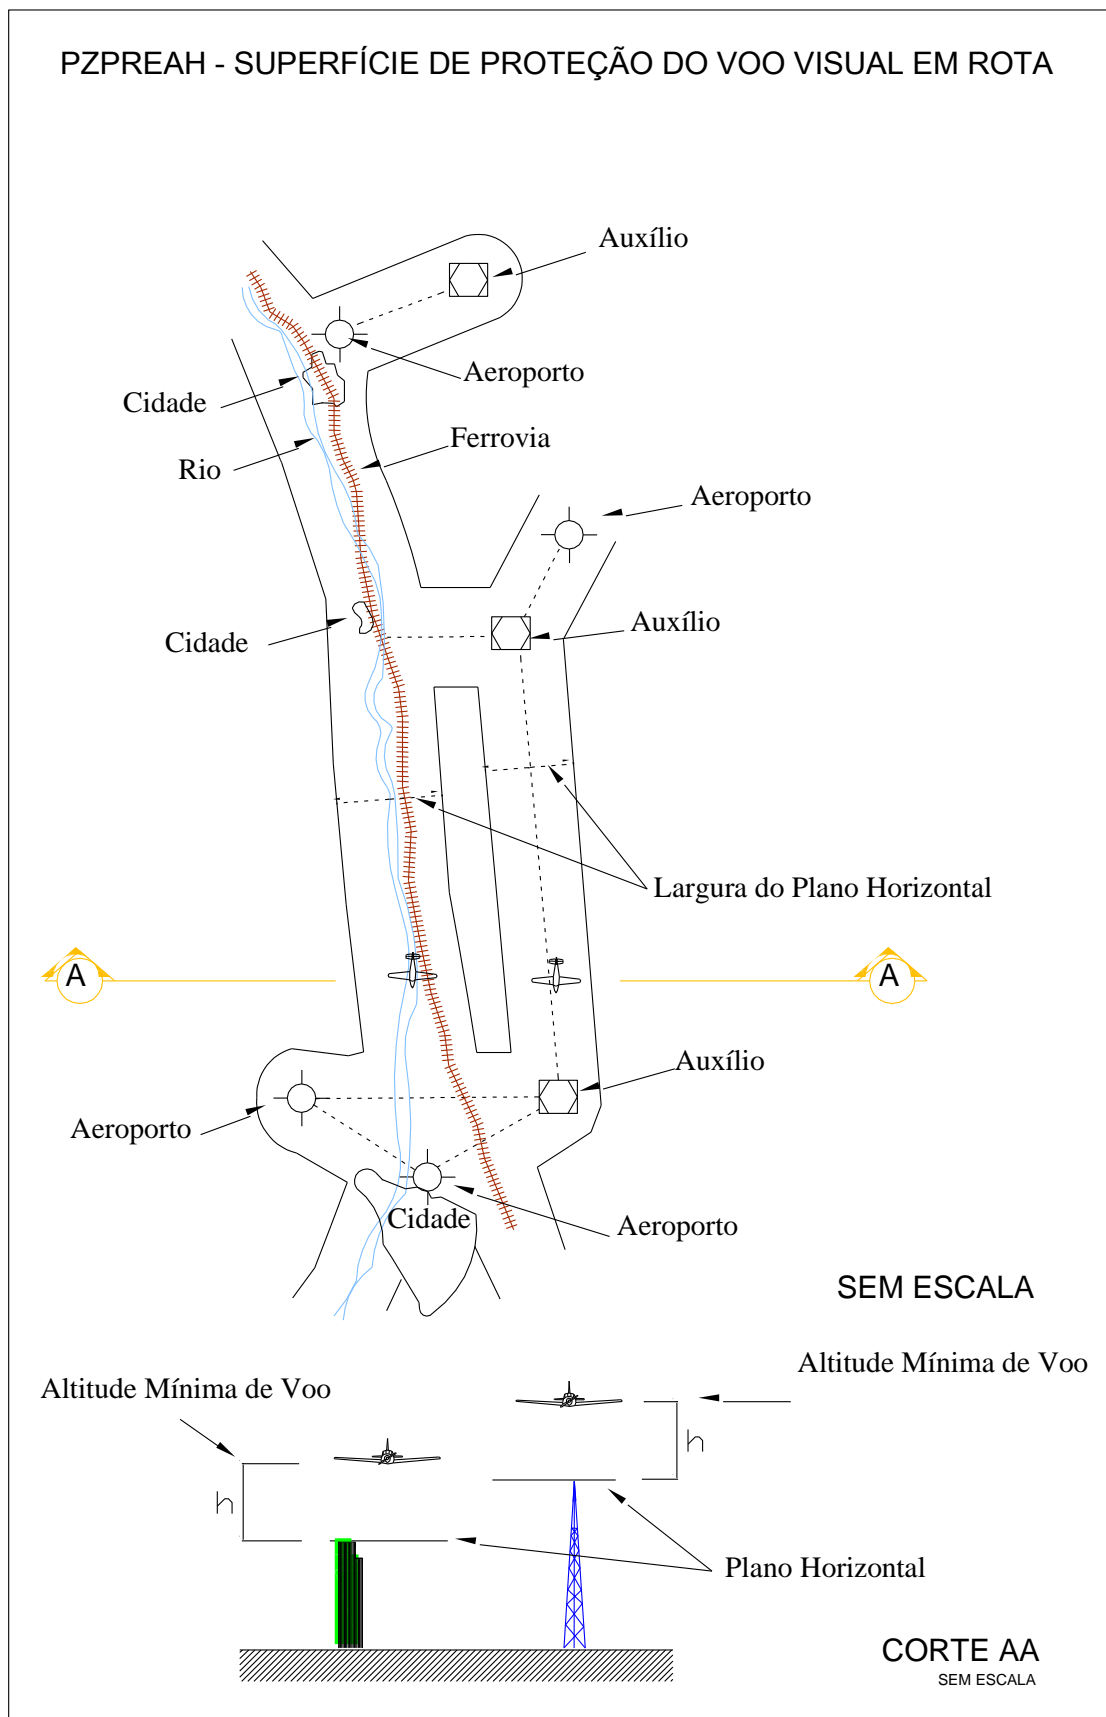 PZPREAH - SUPERFÍCIE DE PROTEÇÃO DO VOO VISUAL EM ROTA
Auxílio
Aeroporto
Cidade
Ferrovia
Rio
Aeroporto
Auxílio
Cidade
Largura do Plano Horizontal
A
A
Auxílio
Aeroporto
Cidade
Aeroporto
SEM ESCALA
Altitude Mínima de Voo
Altitude Mínima de Voo
h
h
Plano Horizontal
CORTE AA
SEM ESCALA